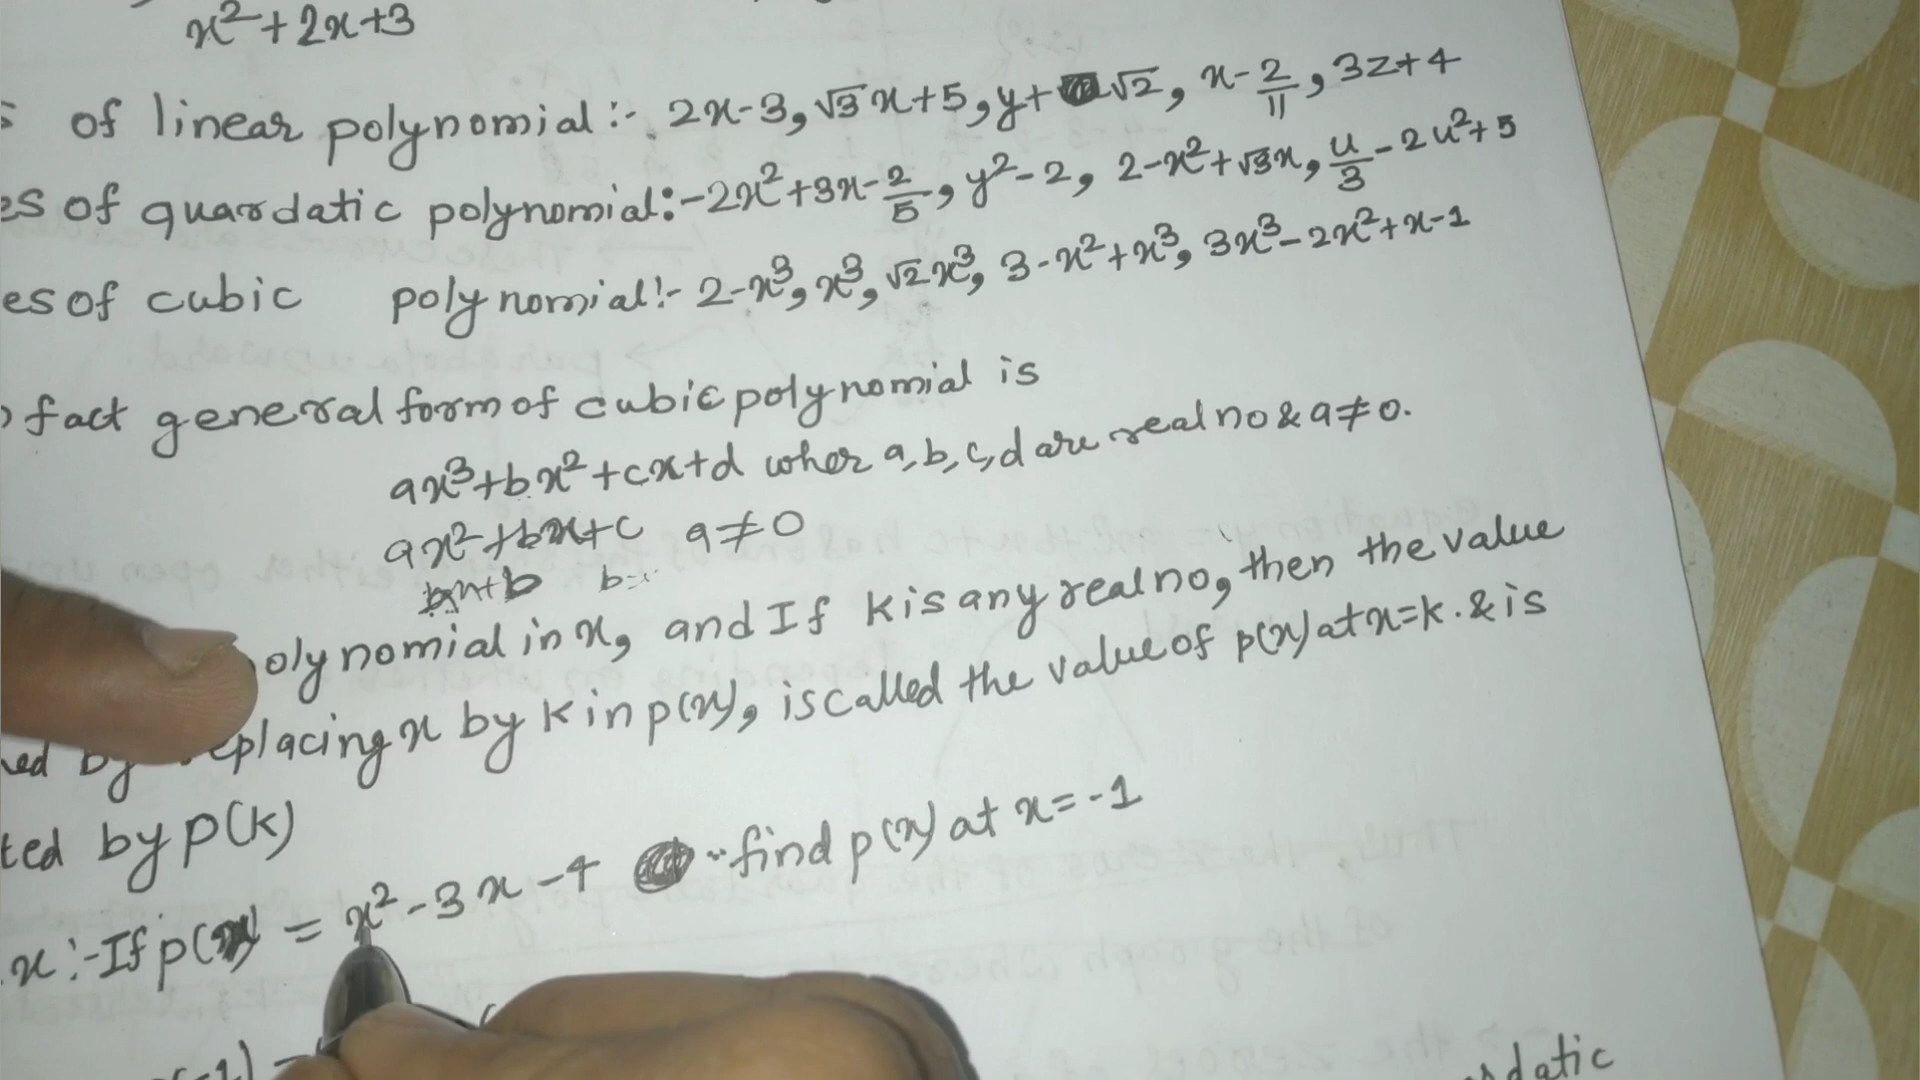 x²+2x+3
of linear polynomial:- 2x-3, √3x+5, y+√2, x-2/11, 3z+4
es of quardatic polynomial:- 2x²+3x-2/5, y²-2, 2-x²+√3x, u/3-2u²+5
es of cubic polynomial:- 2-x³, x³, √2x³, 3-x²+x³, 3x³-2x²+x-1
fact general form of cubic polynomial is
ax³+bx²+cx+d wher a, b, c, d are real no & a≠0.
ax²+bx+c a≠0
olynomial in x, and If k is any real no, then the value
by replacing x by k in p(x), is called the value of p(x) at x=k. & is
ted by p(k)
x:- If p(x) = x²-3x-4 find p(x) at x=-1
datic